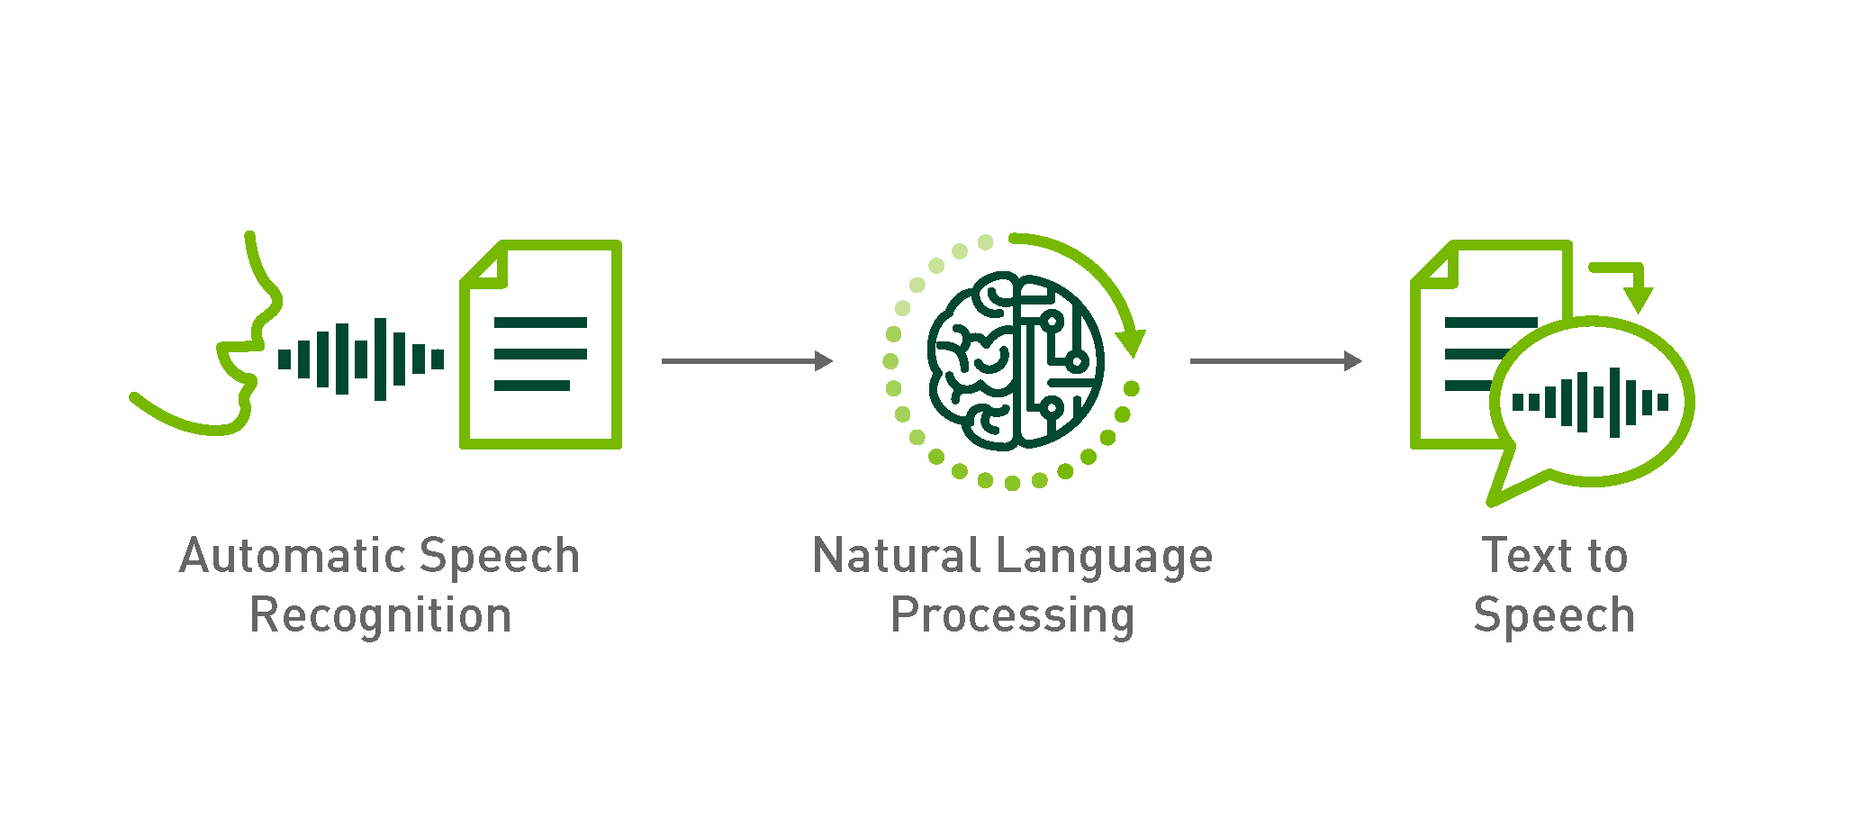 Automatic Speech
Recognition
Natural Language
Processing
Text to
Speech